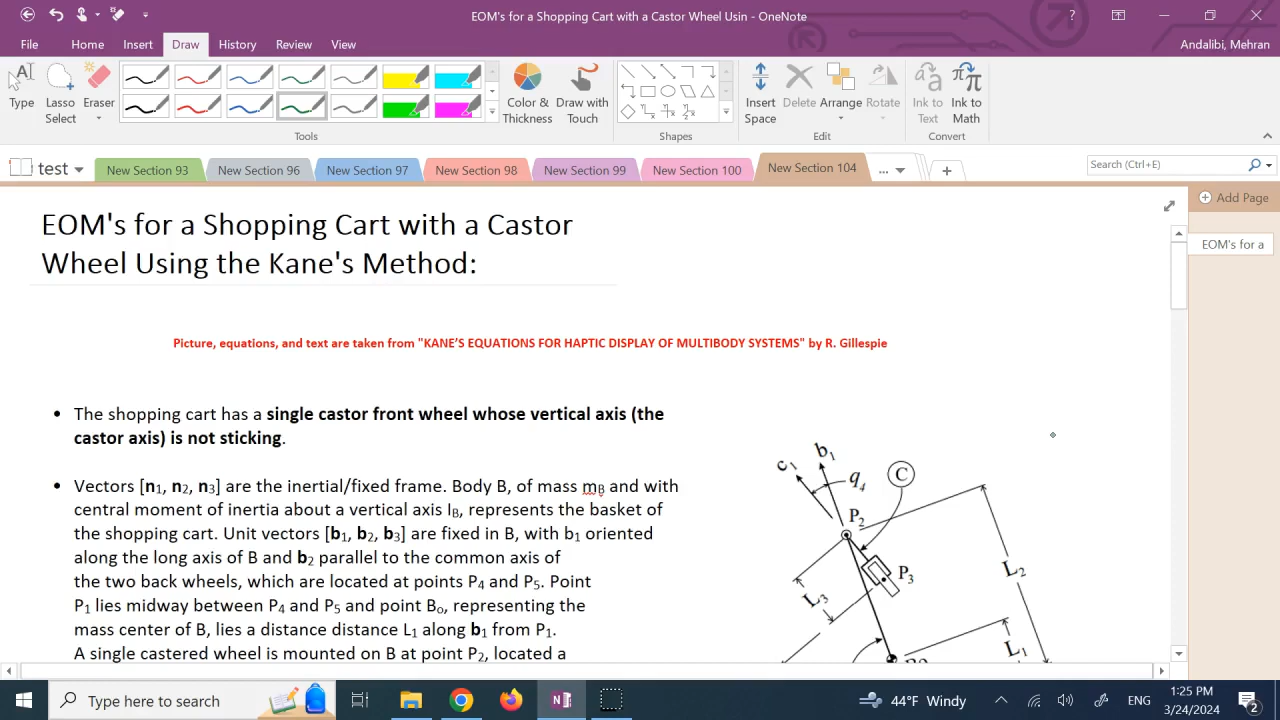 EOM's for a Shopping Cart with a Castor Wheel Usin - OneNote
Andalibi, Mehran
File Home Insert Draw History Review View
Type
Lasso Select
Eraser
Color & Thickness
Draw with Touch
Insert Space
Delete
Arrange
Rotate
Ink to Text
Ink to Math
Tools
Shapes
Edit
Convert
test
New Section 93 New Section 96 New Section 97 New Section 98 New Section 99 New Section 100 New Section 104 ...
Search (Ctrl+E)
Add Page
EOM's for a
EOM's for a Shopping Cart with a Castor
Wheel Using the Kane's Method:
Picture, equations, and text are taken from "KANE'S EQUATIONS FOR HAPTIC DISPLAY OF MULTIBODY SYSTEMS" by R. Gillespie
• The shopping cart has a single castor front wheel whose vertical axis (the
castor axis) is not sticking.
• Vectors [n₁, n₂, n₃] are the inertial/fixed frame. Body B, of mass mB and with
central moment of inertia about a vertical axis IB, represents the basket of
the shopping cart. Unit vectors [b₁, b₂, b₃] are fixed in B, with b₁ oriented
along the long axis of B and b₂ parallel to the common axis of
the two back wheels, which are located at points P₄ and P₅. Point
P₁ lies midway between P₄ and P₅ and point Bₒ, representing the
mass center of B, lies a distance distance L₁ along b₁ from P₁.
A single castered wheel is mounted on B at point P₂, located a
c₁
b₁
q₄
C
P₂
P₃
L₂
L₃
L₁
Type here to search
44°F Windy
ENG
1:25 PM
3/24/2024
2